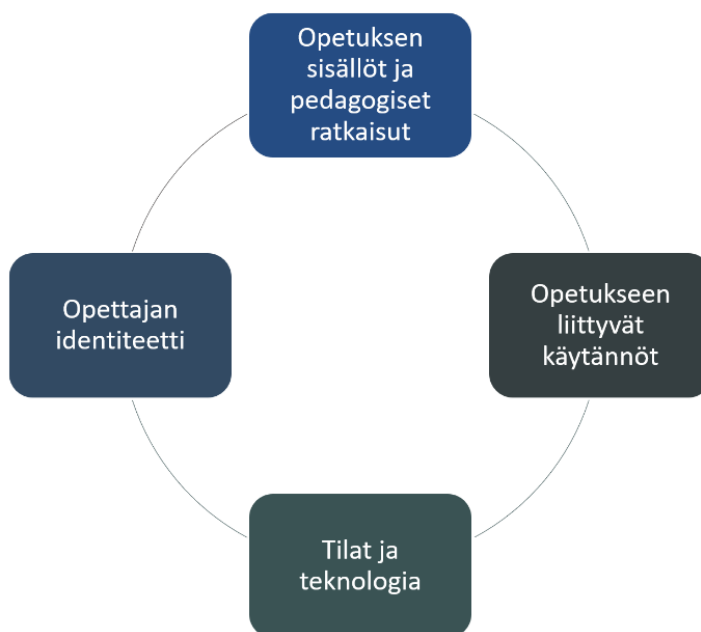 Opetuksen
sisällöt ja
pedagogiset
ratkaisut
Opettajan
identiteetti
Opetukseen
liittyvät
käytännöt
Tilat ja
teknologia